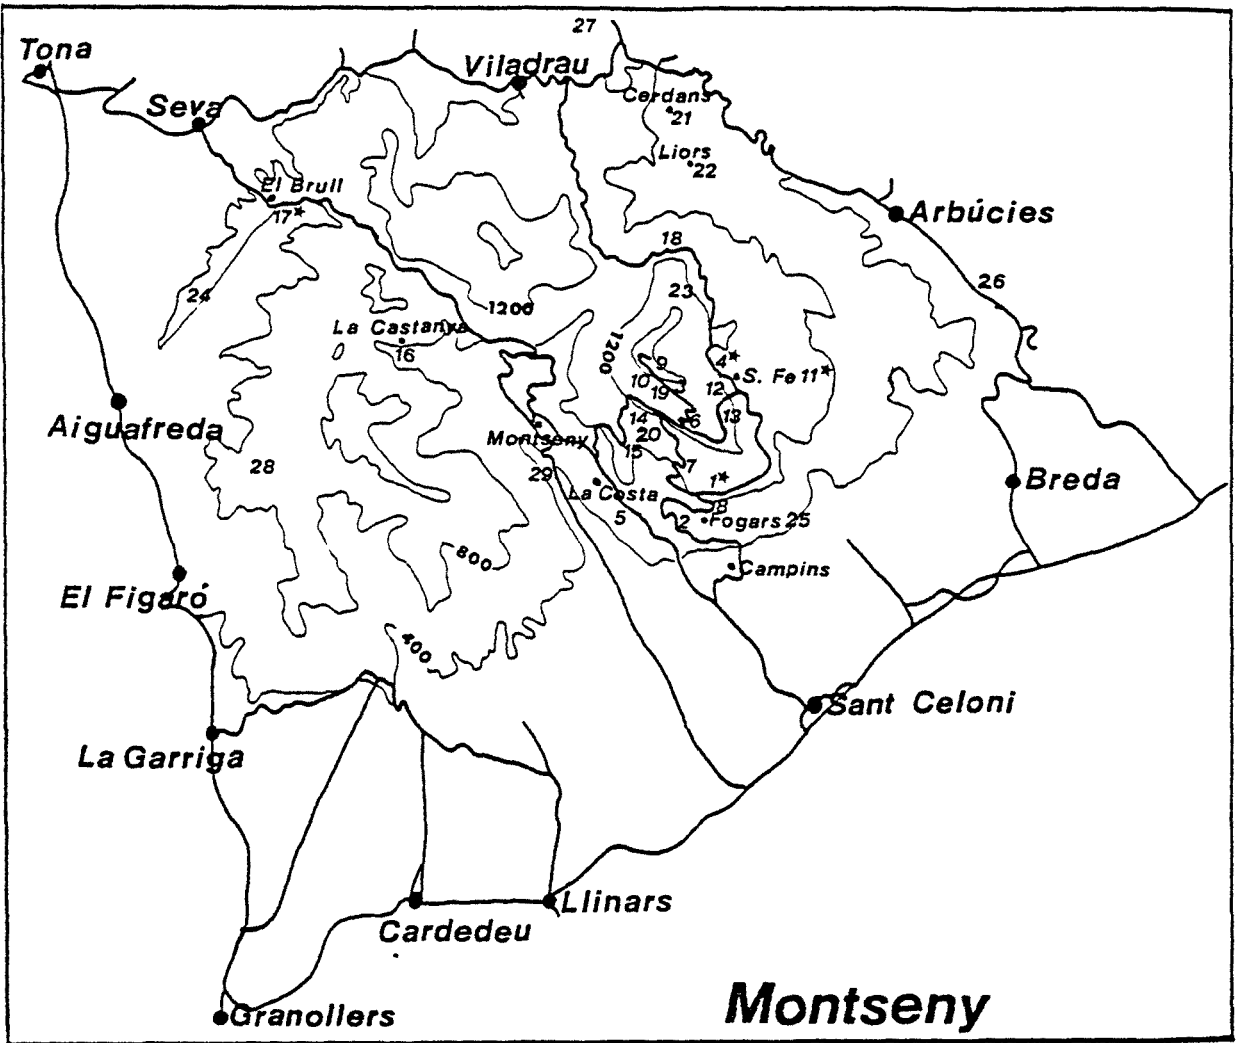 27
Tona
Viladrau
Cerdans
21
Seva
Liors
22
El Brull
17*
Arbúcies
18
24
23
26
1200
La Castanya
16
1200
9
4*
S. Fe 11*
10
19
12
Aiguafreda
14
6
13
Montseny
20
15
28
29
7
1*
Breda
La Costa
8
5
2
Fogars 25
800
Campins
El Figaró
400
Sant Celoni
La Garriga
Llinars
Cardedeu
Montseny
Granollers